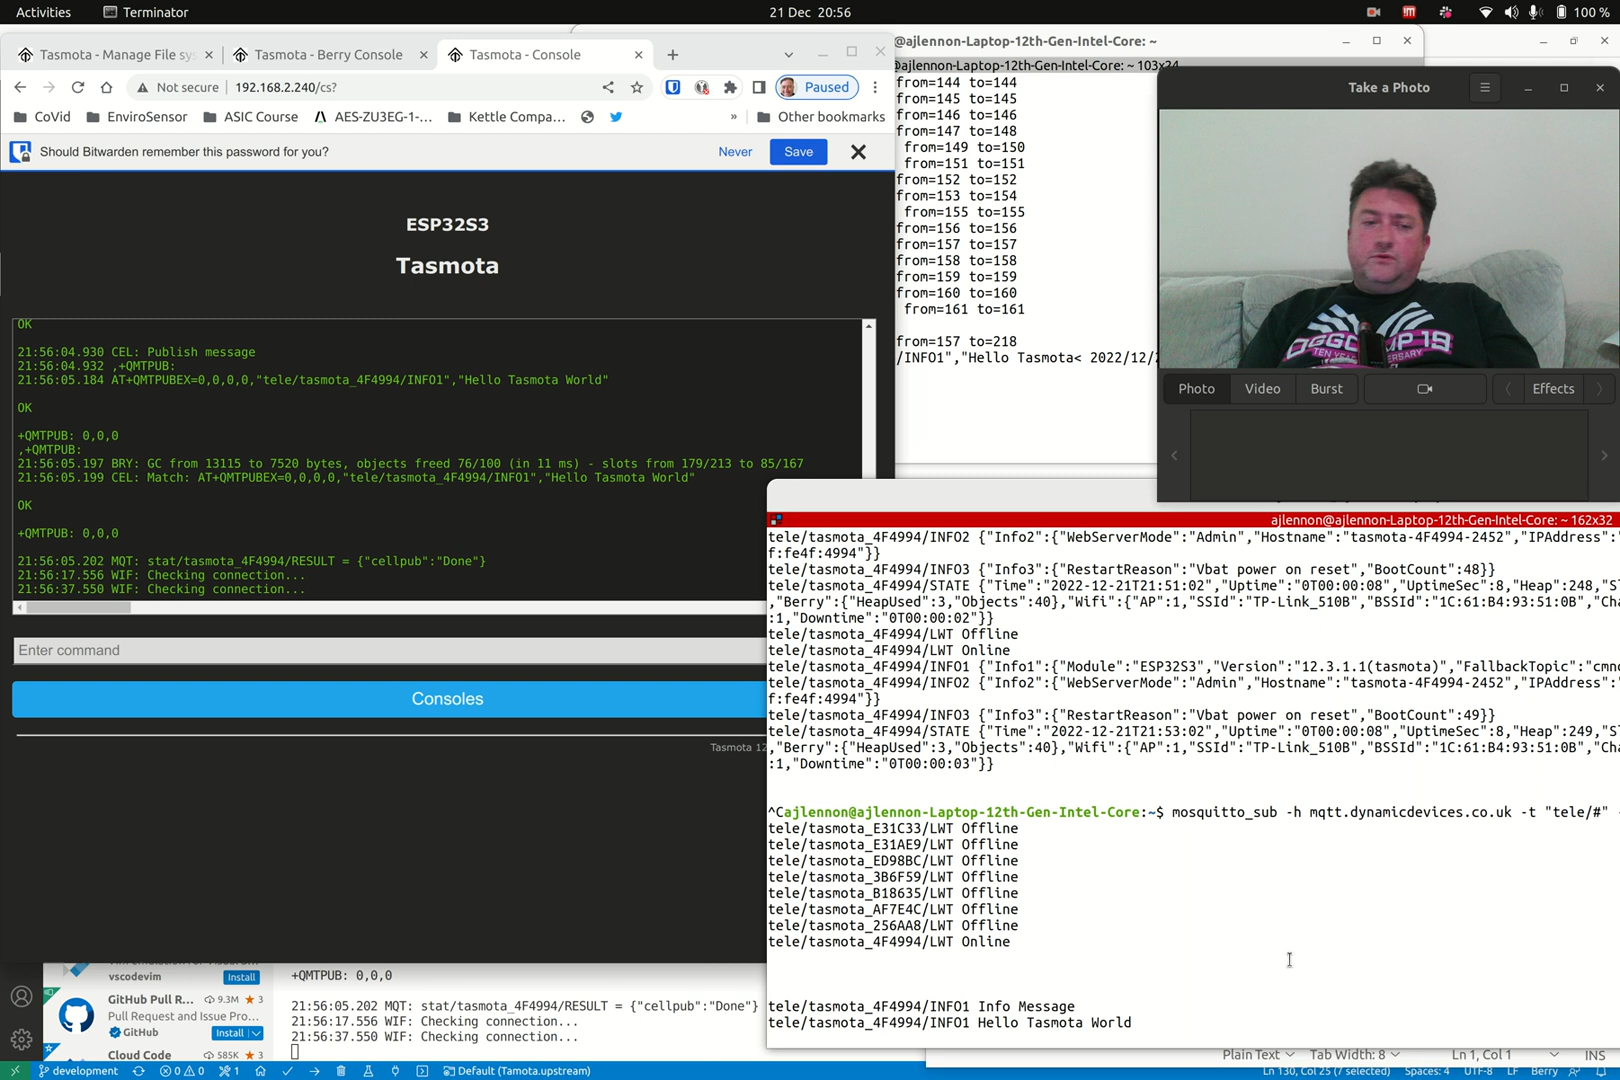 Activities
Terminator
21 Dec 20:56
100 %
Tasmota - Manage File sy
Tasmota - Berry Console
Tasmota - Console
@ajlennon-Laptop-12th-Gen-Intel-Core: ~
@ajlennon-Laptop-12th-Gen-Intel-Core: ~ 103x24
Not secure
192.168.2.240/cs?
Paused
CoVid
EnviroSensor
ASIC Course
AES-ZU3EG-1-...
Kettle Compa...
»
Other bookmarks
Should Bitwarden remember this password for you?
Never
Save
ESP32S3
Tasmota
OK
21:56:04.930 CEL: Publish message
21:56:04.932 ,+QMTPUB:
21:56:05.184 AT+QMTPUBEX=0,0,0,0,"tele/tasmota_4F4994/INFO1","Hello Tasmota World"
OK
+QMTPUB: 0,0,0
,+QMTPUB:
21:56:05.197 BRY: GC from 13115 to 7520 bytes, objects freed 76/100 (in 11 ms) - slots from 179/213 to 85/167
21:56:05.199 CEL: Match: AT+QMTPUBEX=0,0,0,0,"tele/tasmota_4F4994/INFO1","Hello Tasmota World"
OK
+QMTPUB: 0,0,0
21:56:05.202 MQT: stat/tasmota_4F4994/RESULT = {"cellpub":"Done"}
21:56:17.556 WIF: Checking connection...
21:56:37.550 WIF: Checking connection...
Enter command
Consoles
Tasmota 12
from=144 to=144
from=145 to=145
from=146 to=146
from=147 to=148
from=149 to=150
from=151 to=151
from=152 to=152
from=153 to=154
from=155 to=155
from=156 to=156
from=157 to=157
from=158 to=158
from=159 to=159
from=160 to=160
from=161 to=161
from=157 to=218
/INFO1","Hello Tasmota< 2022/12/2
Take a Photo
Photo
Video
Burst
Effects
ajlennon@ajlennon-Laptop-12th-Gen-Intel-Core: ~ 162x32
tele/tasmota_4F4994/INFO2 {"Info2":{"WebServerMode":"Admin","Hostname":"tasmota-4F4994-2452","IPAddress":"
f:fe4f:4994"}}
tele/tasmota_4F4994/INFO3 {"Info3":{"RestartReason":"Vbat power on reset","BootCount":48}}
tele/tasmota_4F4994/STATE {"Time":"2022-12-21T21:51:02","Uptime":"0T00:00:08","UptimeSec":8,"Heap":248,"Sl
,"Berry":{"HeapUsed":3,"Objects":40},"Wifi":{"AP":1,"SSId":"TP-Link_510B","BSSId":"1C:61:B4:93:51:0B","Cha
:1,"Downtime":"0T00:00:02"}}
tele/tasmota_4F4994/LWT Offline
tele/tasmota_4F4994/LWT Online
tele/tasmota_4F4994/INFO1 {"Info1":{"Module":"ESP32S3","Version":"12.3.1.1(tasmota)","FallbackTopic":"cmnd
tele/tasmota_4F4994/INFO2 {"Info2":{"WebServerMode":"Admin","Hostname":"tasmota-4F4994-2452","IPAddress":"
f:fe4f:4994"}}
tele/tasmota_4F4994/INFO3 {"Info3":{"RestartReason":"Vbat power on reset","BootCount":49}}
tele/tasmota_4F4994/STATE {"Time":"2022-12-21T21:53:02","Uptime":"0T00:00:08","UptimeSec":8,"Heap":249,"Sl
,"Berry":{"HeapUsed":3,"Objects":40},"Wifi":{"AP":1,"SSId":"TP-Link_510B","BSSId":"1C:61:B4:93:51:0B","Cha
:1,"Downtime":"0T00:00:03"}}
^Cajlennon@ajlennon-Laptop-12th-Gen-Intel-Core:~$ mosquitto_sub -h mqtt.dynamicdevices.co.uk -t "tele/#"
tele/tasmota_E31C33/LWT Offline
tele/tasmota_E31AE9/LWT Offline
tele/tasmota_ED98BC/LWT Offline
tele/tasmota_3B6F59/LWT Offline
tele/tasmota_B18635/LWT Offline
tele/tasmota_AF7E4C/LWT Offline
tele/tasmota_256AA8/LWT Offline
tele/tasmota_4F4994/LWT Online
tele/tasmota_4F4994/INFO1 Info Message
tele/tasmota_4F4994/INFO1 Hello Tasmota World
vscodevim
Install
GitHub Pull R...
9.3M
3
Pull Request and Issue Pro...
GitHub
Install
Cloud Code
585K
3
+QMTPUB: 0,0,0
21:56:05.202 MQT: stat/tasmota_4F4994/RESULT = {"cellpub":"Done"}
21:56:17.556 WIF: Checking connection...
21:56:37.550 WIF: Checking connection...
Plain Text
Tab Width: 8
Ln 1, Col 1
INS
development
0
0
1
Default (Tamota.upstream)
Ln 130, Col 25 (7 selected)
Spaces: 4
UTF-8
LF
Berry